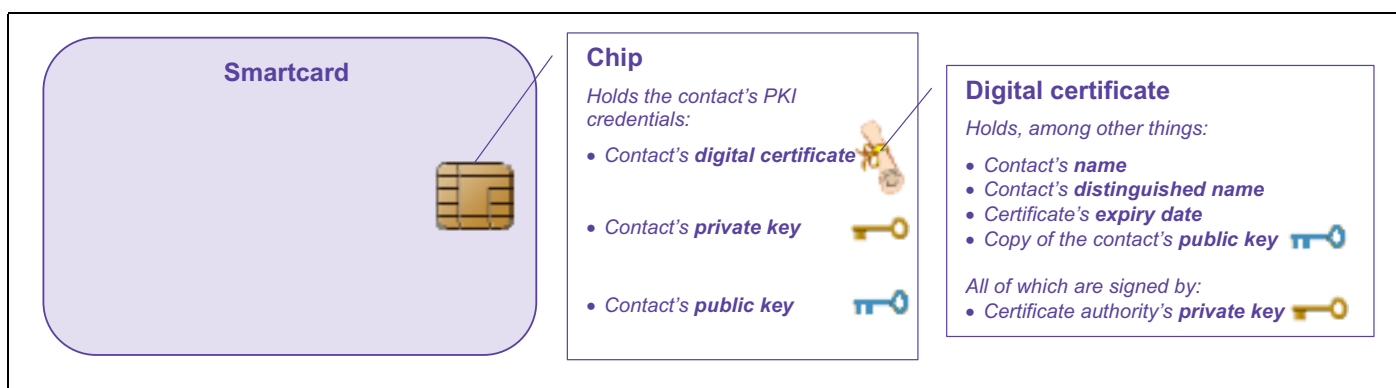 Smartcard
Chip
Holds the contact’s PKI
credentials:
• Contact’s digital certificate
• Contact’s private key
• Contact’s public key
Digital certificate
Holds, among other things:
• Contact’s name
• Contact’s distinguished name
• Certificate’s expiry date
• Copy of the contact’s public key
All of which are signed by:
• Certificate authority’s private key